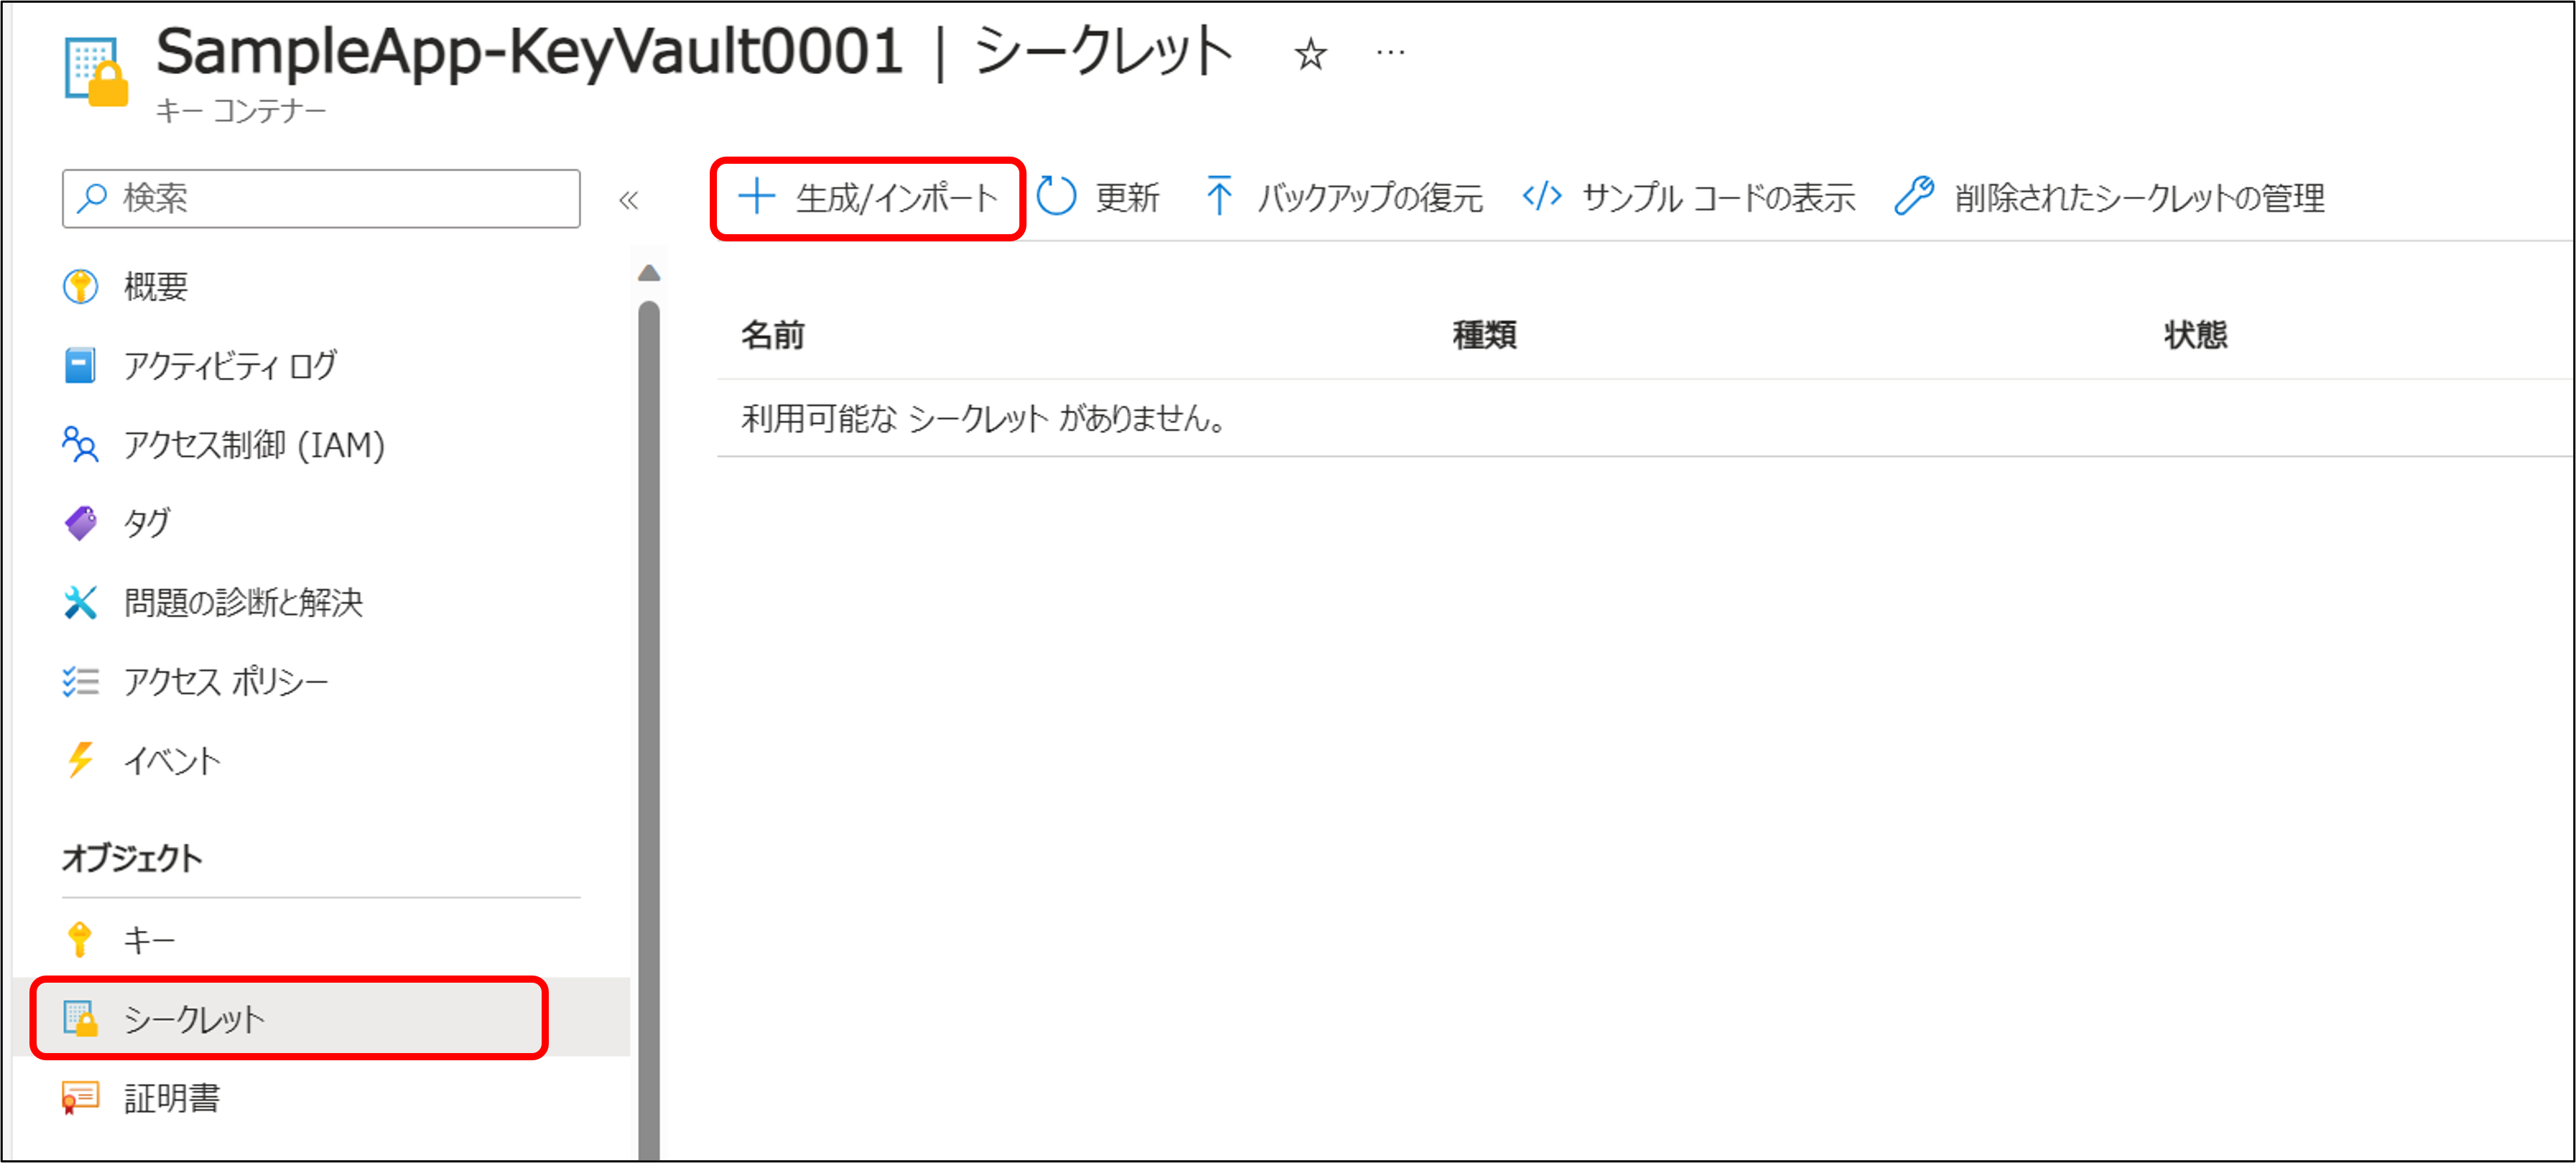 SampleApp-KeyVault0001 | シークレット ☆ …
キー コンテナー
検索 «
＋ 生成/インポート 更新 バックアップの復元 </> サンプル コードの表示 削除されたシークレットの管理
概要
アクティビティ ログ
アクセス制御 (IAM)
タグ
問題の診断と解決
アクセス ポリシー
イベント
オブジェクト
キー
シークレット
証明書
名前 種類 状態
利用可能な シークレット がありません。